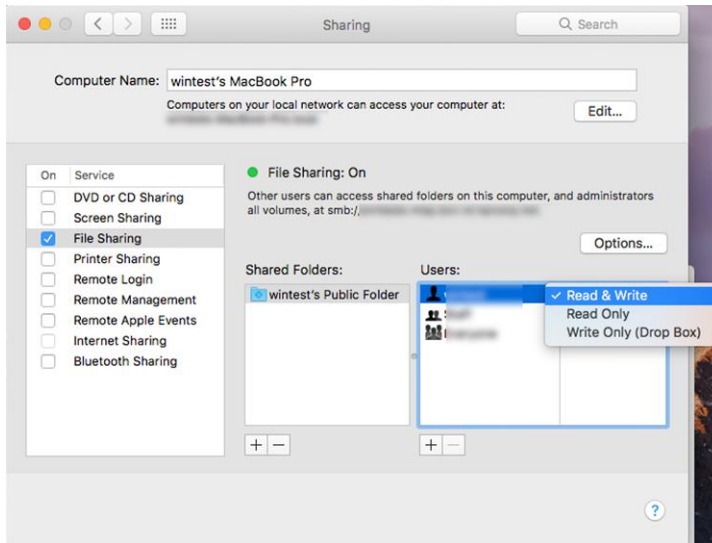 Sharing
Search
Computer Name: wintest's MacBook Pro
Computers on your local network can access your computer at:
Edit...
On Service
DVD or CD Sharing
Screen Sharing
File Sharing
Printer Sharing
Remote Login
Remote Management
Remote Apple Events
Internet Sharing
Bluetooth Sharing
File Sharing: On
Other users can access shared folders on this computer, and administrators
all volumes, at smb:/
Options...
Shared Folders:
wintest's Public Folder
+ −
Users:
Read & Write
Read Only
Write Only (Drop Box)
+ −
?